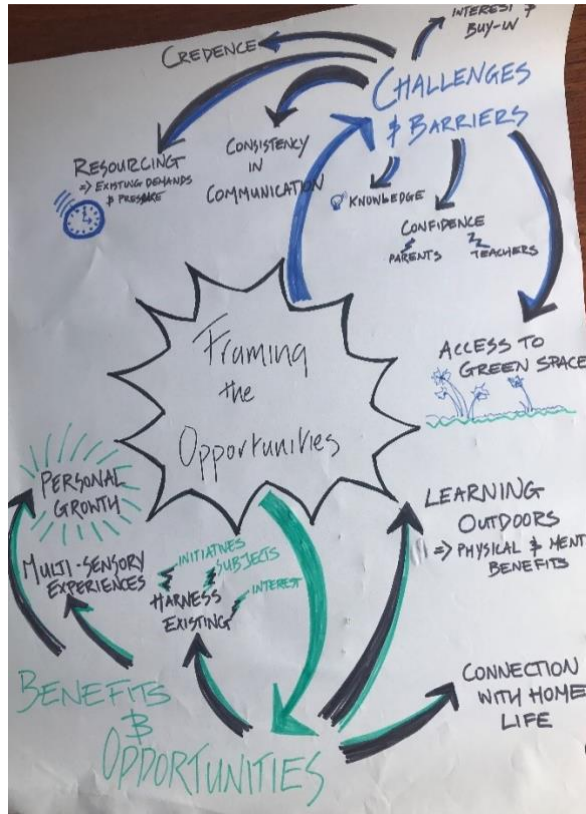 INTEREST &
BUY-IN
CREDENCE
CHALLENGES
& BARRIERS
RESOURCING
=> EXISTING DEMANDS
& PRESSURE
CONSISTENCY
IN
COMMUNICATION
KNOWLEDGE
CONFIDENCE
PARENTS
TEACHERS
ACCESS TO
GREEN SPACE
Framing
the
Opportunities
PERSONAL
GROWTH
MULTI-SENSORY
EXPERIENCES
INITIATIVES
SUBJECTS
INTEREST
HARNESS
EXISTING
LEARNING
OUTDOORS
=> PHYSICAL & MENT
BENEFITS
CONNECTION
WITH HOME
LIFE
BENEFITS
&
OPPORTUNITIES